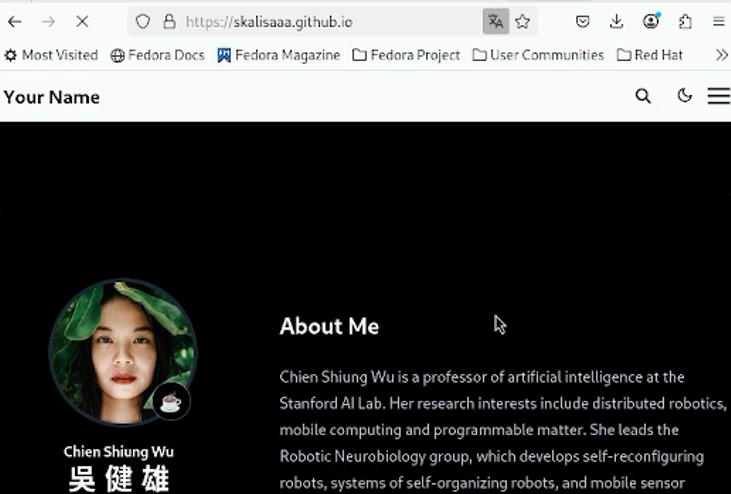 https://skalisaaa.github.io
Most Visited Fedora Docs Fedora Magazine Fedora Project User Communities Red Hat
Your Name
About Me
Chien Shiung Wu is a professor of artificial intelligence at the
Stanford AI Lab. Her research interests include distributed robotics,
mobile computing and programmable matter. She leads the
Robotic Neurobiology group, which develops self-reconfiguring
robots, systems of self-organizing robots, and mobile sensor
Chien Shiung Wu
吳健雄